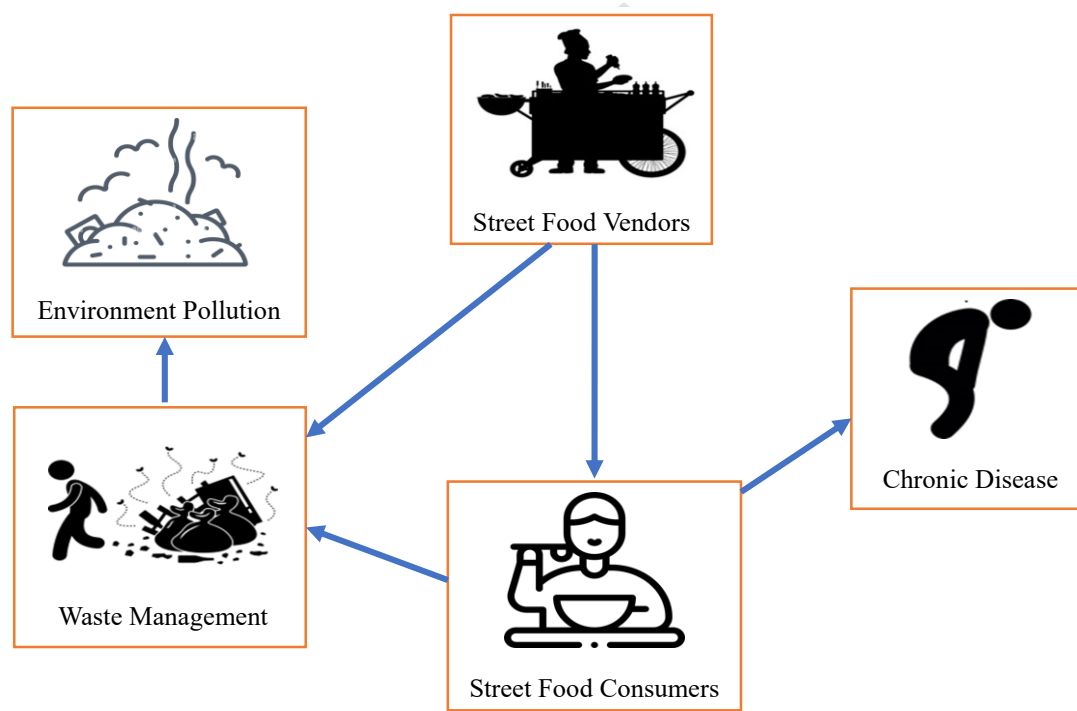 Street Food Vendors
Environment Pollution
Chronic Disease
Waste Management
Street Food Consumers